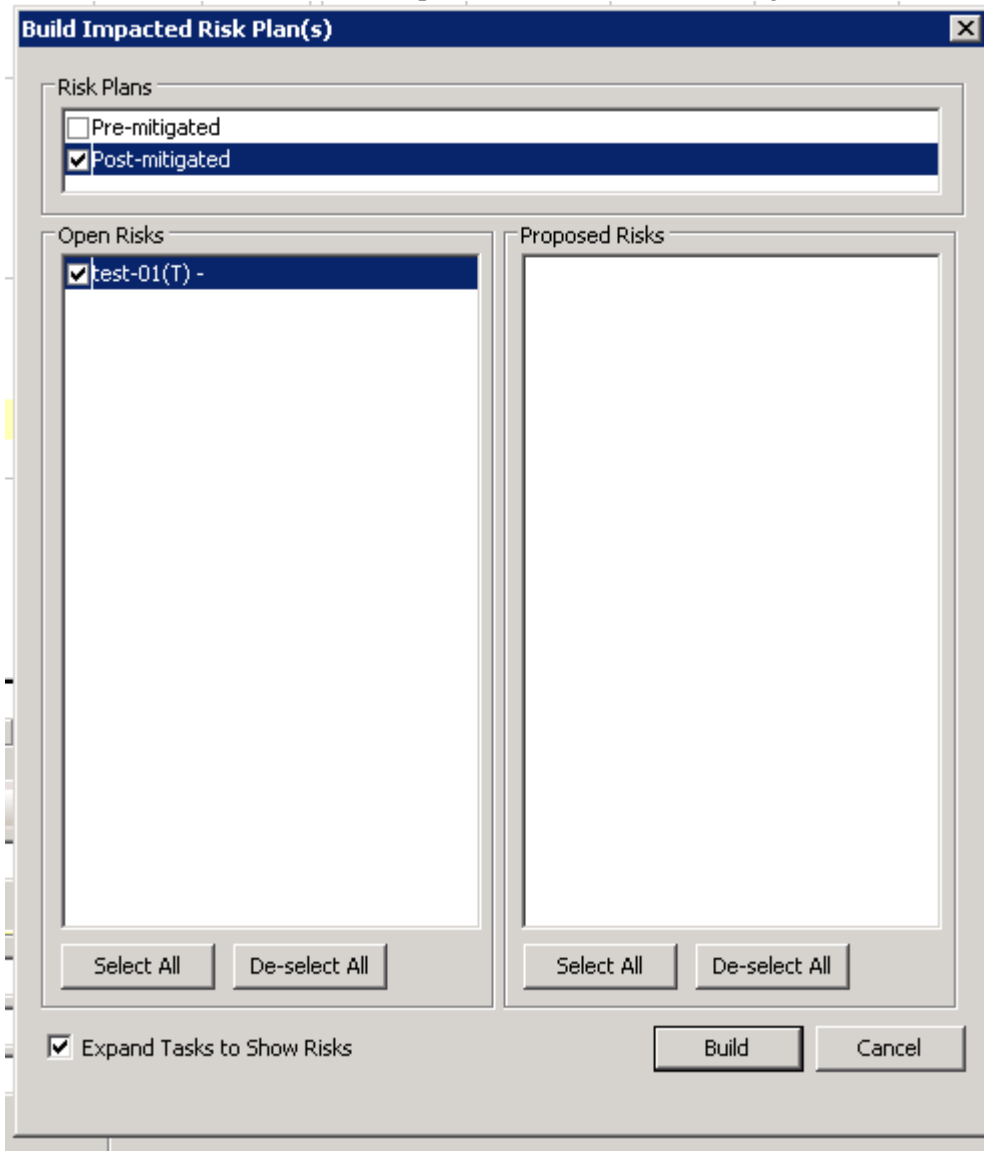 Build Impacted Risk Plan(s)
Risk Plans
Pre-mitigated
Post-mitigated
Open Risks
test-01(T) -
Select All
De-select All
Proposed Risks
Select All
De-select All
Expand Tasks to Show Risks
Build
Cancel